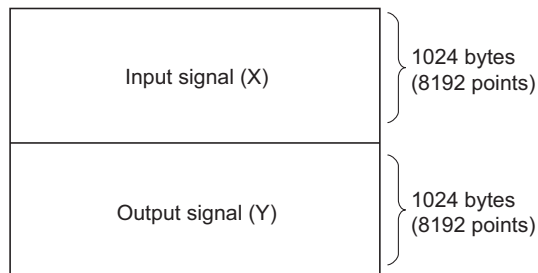 Input signal (X)
1024 bytes
(8192 points)
Output signal (Y)
1024 bytes
(8192 points)